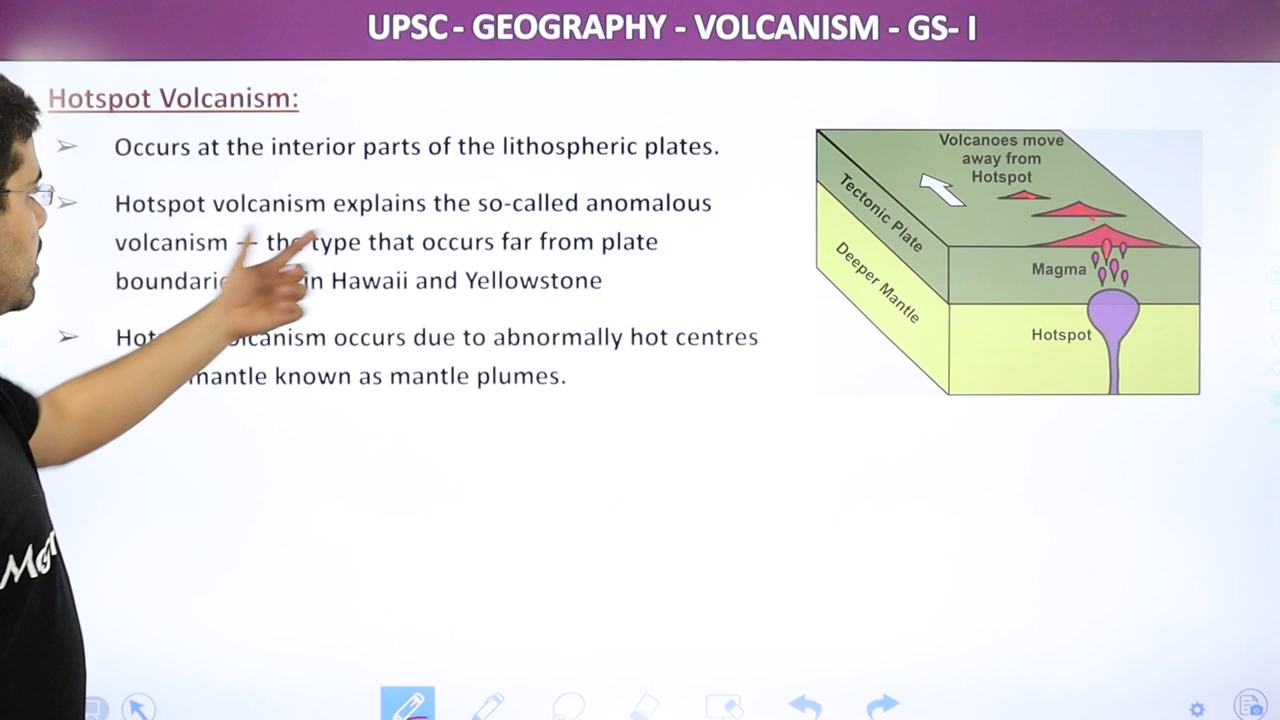 UPSC - GEOGRAPHY - VOLCANISM - GS- I
Hotspot Volcanism:
➢ Occurs at the interior parts of the lithospheric plates.
➢ Hotspot volcanism explains the so-called anomalous
volcanism — the type that occurs far from plate
in Hawaii and Yellowstone
➢ occurs due to abnormally hot centres
mantle known as mantle plumes.
Volcanoes move
away from
Hotspot
Tectonic Plate
Deeper Mantle
Magma
Hotspot